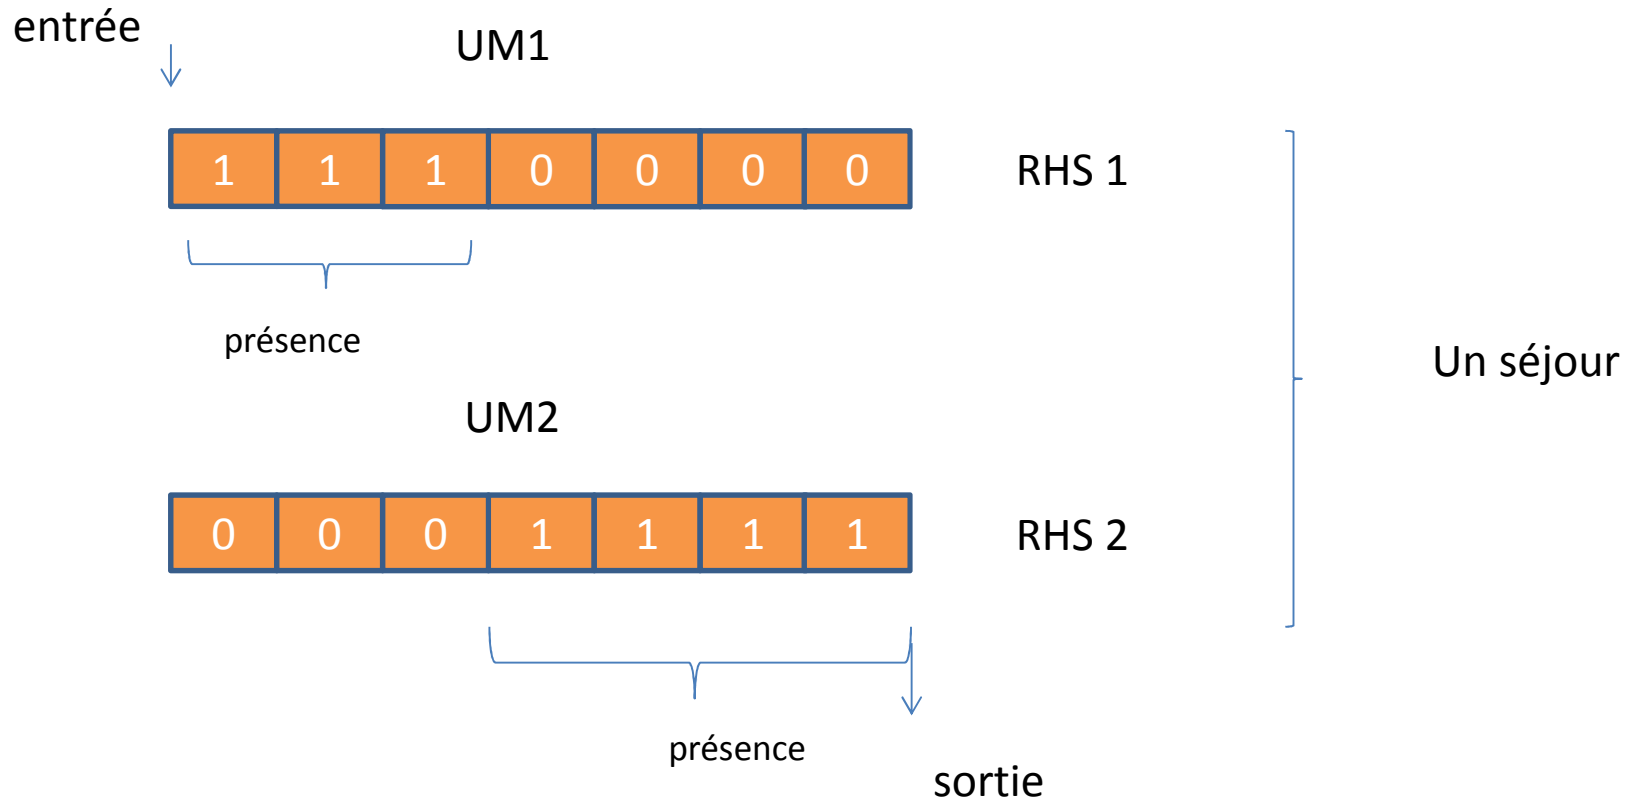 entrée
UM1
1 1 1 0 0 0 0
RHS 1
présence
Un séjour
UM2
0 0 0 1 1 1 1
RHS 2
présence
sortie